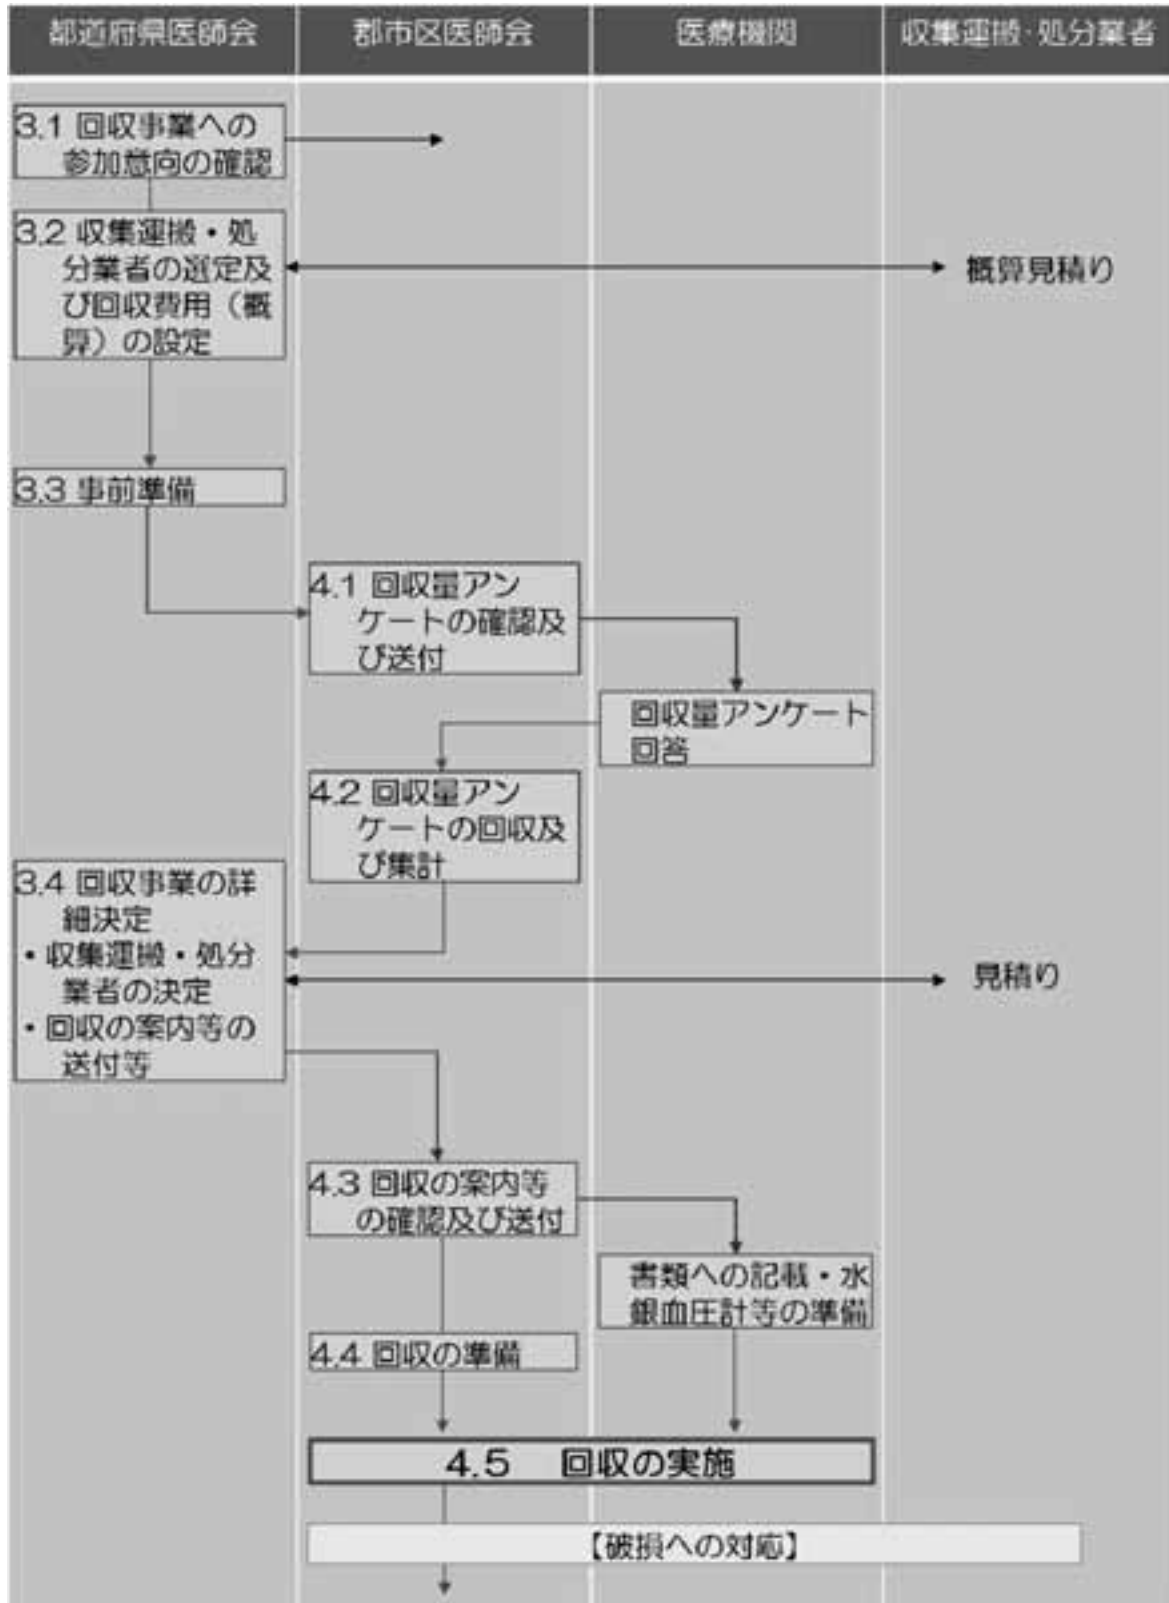 都道府県医師会
郡市区医師会
医療機関
収集運搬・処分業者
3.1 回収事業への
参加意向の確認
3.2 収集運搬・処
分業者の選定及
び回収費用（概
算）の設定
概算見積り
3.3 事前準備
4.1 回収量アン
ケートの確認及
び送付
回収量アンケート
回答
4.2 回収量アン
ケートの回収及
び集計
3.4 回収事業の詳
細決定
・収集運搬・処分
業者の決定
・回収の案内等の
送付等
見積り
4.3 回収の案内等
の確認及び送付
書類への記載・水
銀血圧計等の準備
4.4 回収の準備
4.5 回収の実施
【破損への対応】